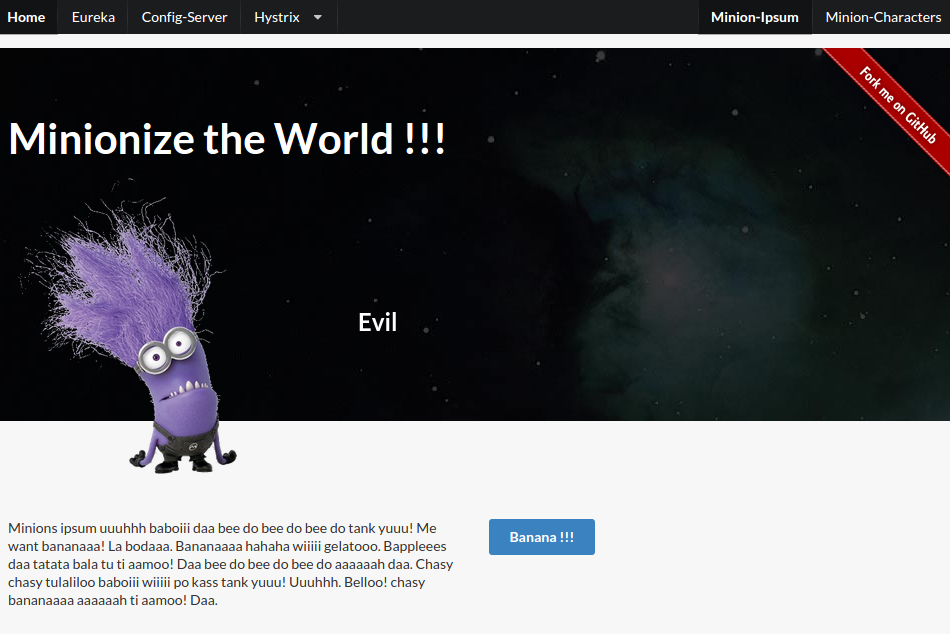 Home Eureka Config-Server Hystrix Minion-Ipsum Minion-Characters
Fork me on GitHub
Minionize the World !!!
Evil
Minions ipsum uuuhhh baboiii daa bee do bee do bee do tank yuuu! Me
want bananaaa! La bodaaa. Bananaaaa hahaha wiiiii gelatooo. Bappleees
daa tatata bala tu ti aamoo! Daa bee do bee do bee do aaaaaah daa. Chasy
chasy tulaliloo baboiii wiiiii po kass tank yuuu! Uuuhhh. Belloo! chasy
bananaaaa aaaaaah ti aamoo! Daa.
Banana !!!